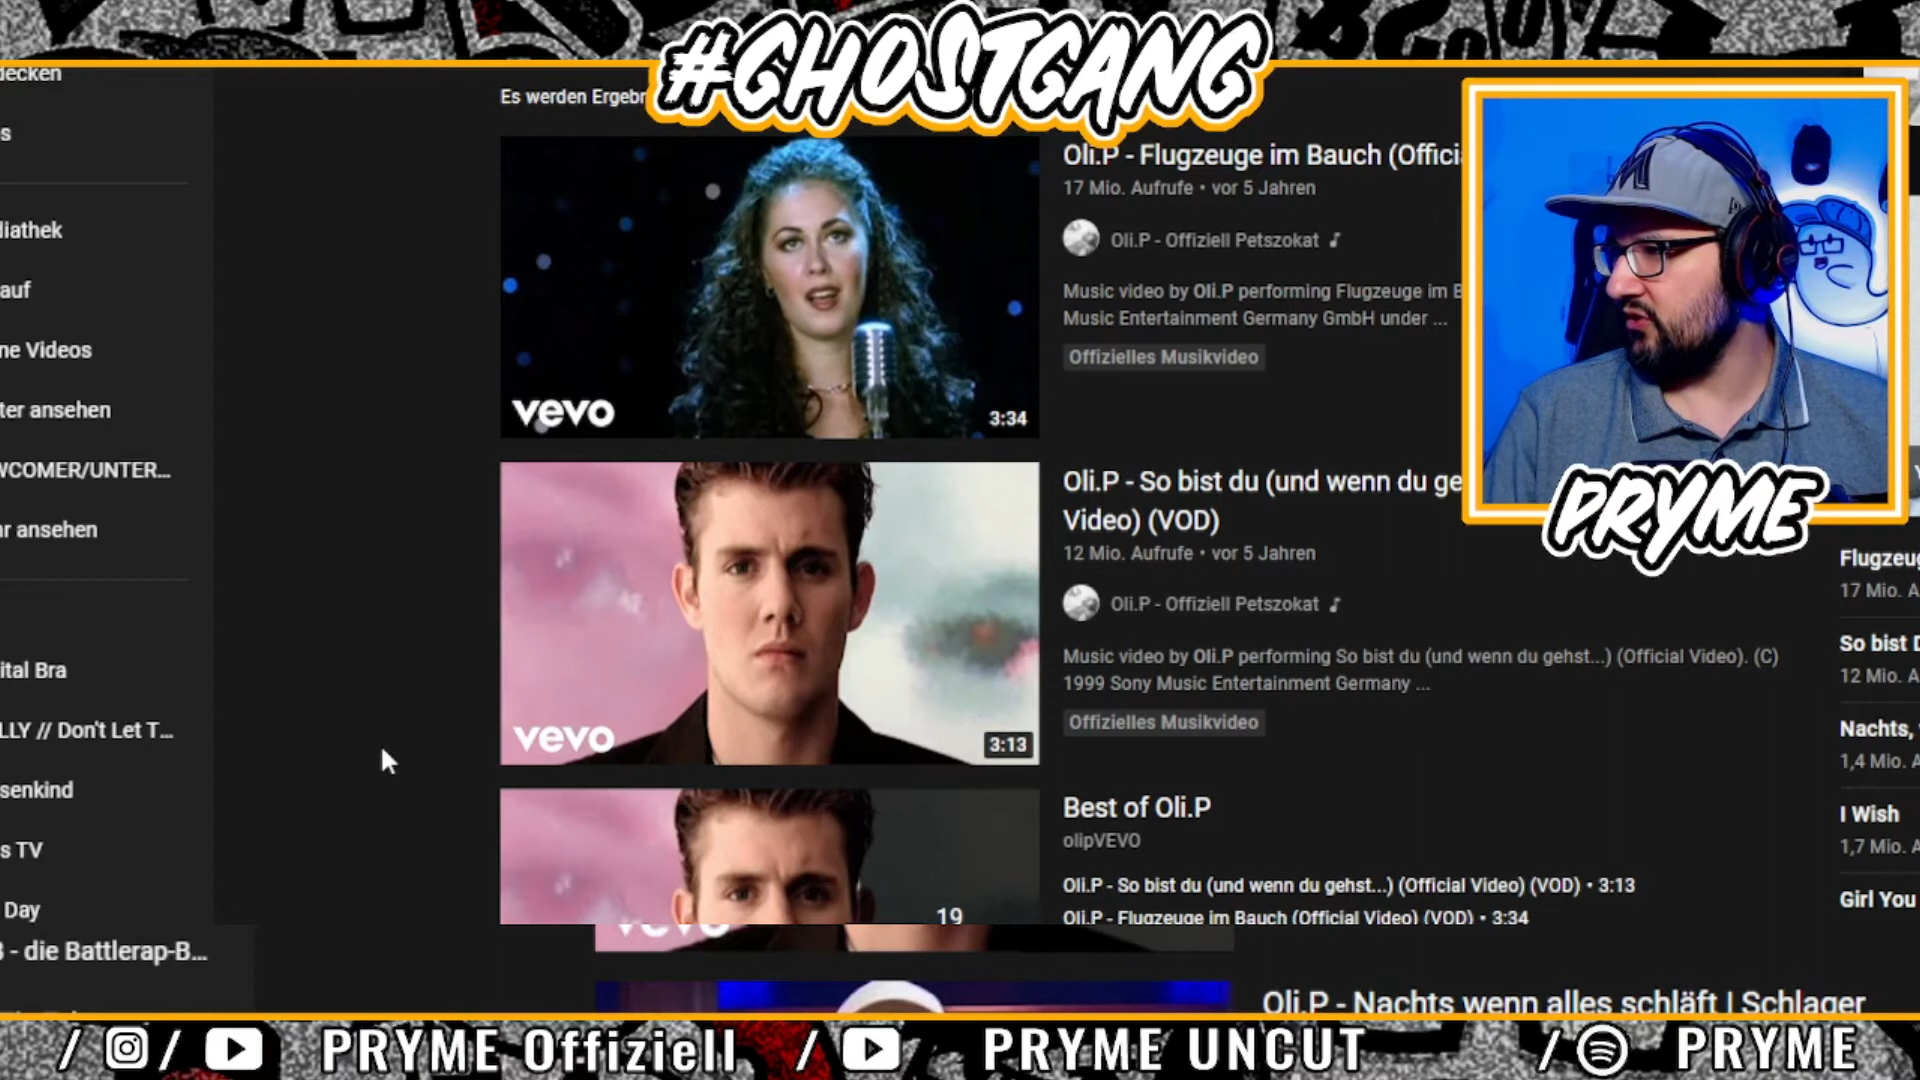 #GHOSTGANG
decken
s
diathek
auf
ne Videos
ter ansehen
WCOMER/UNTER...
r ansehen
ital Bra
LLY // Don't Let T...
senkind
s TV
Day
- die Battlerap-B...
Es werden Ergebr
vevo
3:34
Oli.P - Flugzeuge im Bauch (Offici
17 Mio. Aufrufe • vor 5 Jahren
Oli.P - Offiziell Petszokat
Music video by Oli.P performing Flugzeuge im B
Music Entertainment Germany GmbH under ...
Offizielles Musikvideo
vevo
3:13
Oli.P - So bist du (und wenn du ge
Video) (VOD)
12 Mio. Aufrufe • vor 5 Jahren
Oli.P - Offiziell Petszokat
Music video by Oli.P performing So bist du (und wenn du gehst...) (Official Video). (C)
1999 Sony Music Entertainment Germany ...
Offizielles Musikvideo
19
Best of Oli.P
olipVEVO
Oli.P - So bist du (und wenn du gehst...) (Official Video) (VOD) • 3:13
Oli.P - Flugzeuge im Bauch (Official Video) (VOD) • 3:34
Oli.P - Nachts wenn alles schläft | Schlager
PRYME
Flugzeug
17 Mio. A
So bist D
12 Mio. A
Nachts,
1,4 Mio. A
I Wish
1,7 Mio. A
Girl You
/ / PRYME Offiziell / PRYME UNCUT / PRYME